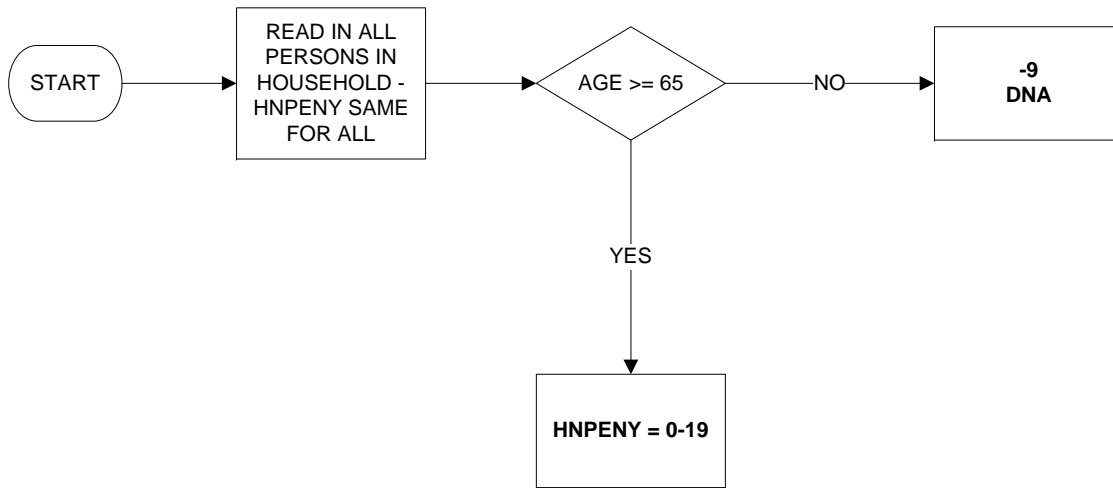 START
READ IN ALL
PERSONS IN
HOUSEHOLD -
HNPENY SAME
FOR ALL
AGE >= 65
NO
-9
DNA
YES
HNPENY = 0-19